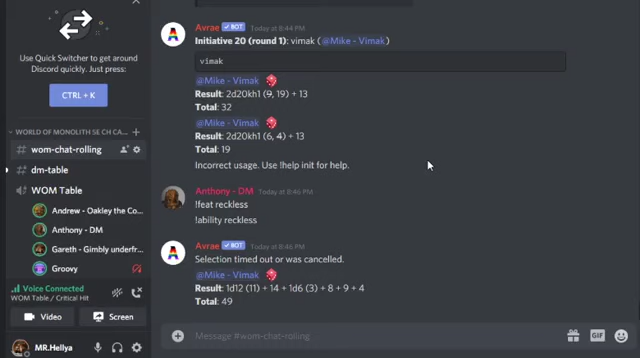 Use Quick Switcher to get around
Discord quickly. Just press:
CTRL + K
WORLD OF MOROLINA SE CH CA...
# wom-chat-rolling
# dm-table
WOM Table
Andrew - Oakley the Co...
Anthony - DM
Gareth - Gimbly underfr...
Groovy
Voice Connected
WOM Table / Critical Hit
Video
Screen
MR.Hellya
Avrae BOT Today at 8:44 PM
Initiative 20 (round 1): vimak (@Mike - Vimak)
vimak
@Mike - Vimak
Result: 2d20kh1 (9, 19) + 13
Total: 32
@Mike - Vimak
Result: 2d20kh1 (6, 4) + 13
Total: 19
Incorrect usage. Use !help init for help.
Anthony - DM Today at 8:46 PM
!feat reckless
!ability reckless
Avrae BOT Today at 8:46 PM
Selection timed out or was cancelled.
@Mike - Vimak
Result: 1d12 (11) + 14 + 1d6 (3) + 8 + 9 + 4
Total: 49
Message #wom-chat-rolling
GIF